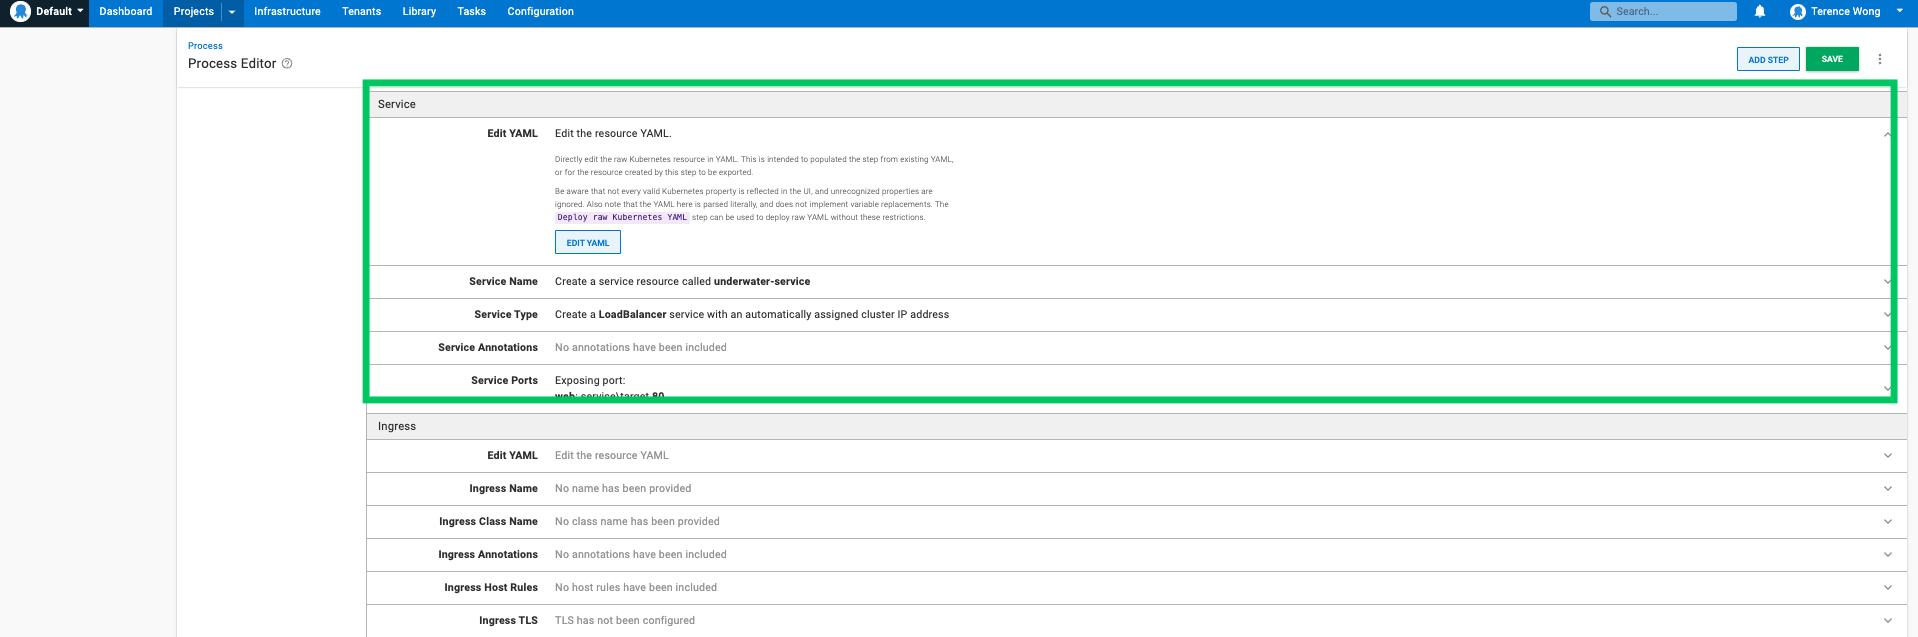 Default Dashboard Projects Infrastructure Tenants Library Tasks Configuration Search... Terence Wong
Process
Process Editor
ADD STEP SAVE
Service
Edit YAML Edit the resource YAML.
Directly edit the raw Kubernetes resource in YAML. This is intended to populated the step from existing YAML,
or for the resource created by this step to be exported.
Be aware that not every valid Kubernetes property is reflected in the UI, and unrecognized properties are
ignored. Also note that the YAML here is parsed literally, and does not implement variable replacements. The
Deploy raw Kubernetes YAML step can be used to deploy raw YAML without these restrictions.
EDIT YAML
Service Name Create a service resource called underwater-service
Service Type Create a LoadBalancer service with an automatically assigned cluster IP address
Service Annotations No annotations have been included
Service Ports Exposing port:
web: service\target 80
Ingress
Edit YAML Edit the resource YAML
Ingress Name No name has been provided
Ingress Class Name No class name has been provided
Ingress Annotations No annotations have been included
Ingress Host Rules No host rules have been included
Ingress TLS TLS has not been configured